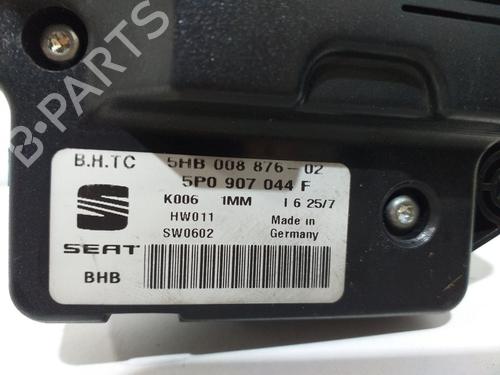 B-PARTS
B.H.TC 5HB 008 876-02
5P0 907 044 F
K006 1MM I 6 25/7
HW011 Made in
SW0602 Germany
SEAT
BHB